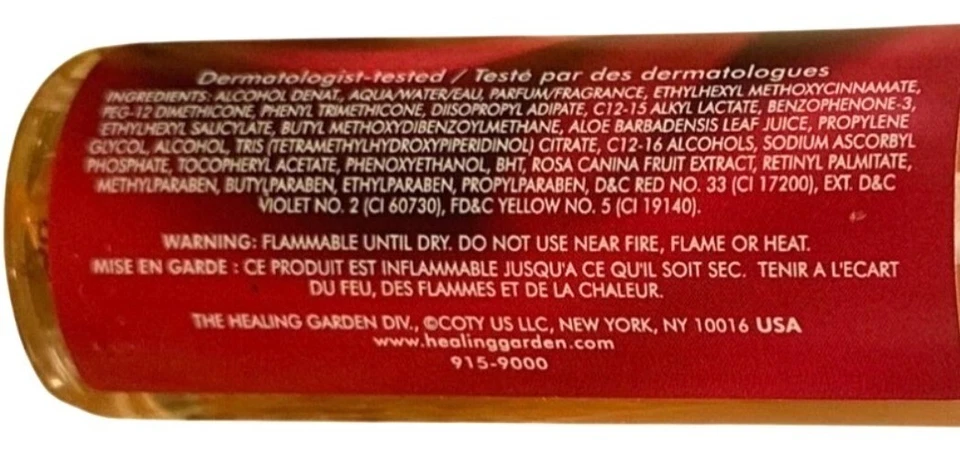 Dermatologist-tested / Testé par des dermatologues
INGREDIENTS: ALCOHOL DENAT., AQUA/WATER/EAU, PARFUM/FRAGRANCE, ETHYLHEXYL METHOXYCINNAMATE,
PEG-12 DIMETHICONE, PHENYL TRIMETHICONE, DIISOPROPYL ADIPATE, C12-15 ALKYL LACTATE, BENZOPHENONE-3,
ETHYLHEXYL SALICYLATE, BUTYL METHOXYDIBENZOYLMETHANE, ALOE BARBADENSIS LEAF JUICE, PROPYLENE
GLYCOL, ALCOHOL, TRIS (TETRAMETHYLHYDROXYPIPERIDINOL) CITRATE, C12-16 ALCOHOLS, SODIUM ASCORBYL
PHOSPHATE, TOCOPHERYL ACETATE, PHENOXYETHANOL, BHT, ROSA CANINA FRUIT EXTRACT, RETINYL PALMITATE,
METHYLPARABEN, BUTYLPARABEN, ETHYLPARABEN, PROPYLPARABEN, D&C RED NO. 33 (CI 17200), EXT. D&C
VIOLET NO. 2 (CI 60730), FD&C YELLOW NO. 5 (CI 19140).
WARNING: FLAMMABLE UNTIL DRY. DO NOT USE NEAR FIRE, FLAME OR HEAT.
MISE EN GARDE : CE PRODUIT EST INFLAMMABLE JUSQU'A CE QU'IL SOIT SEC. TENIR A L'ECART
DU FEU, DES FLAMMES ET DE LA CHALEUR.
THE HEALING GARDEN DIV., ©COTY US LLC, NEW YORK, NY 10016 USA
www.healinggarden.com
915-9000